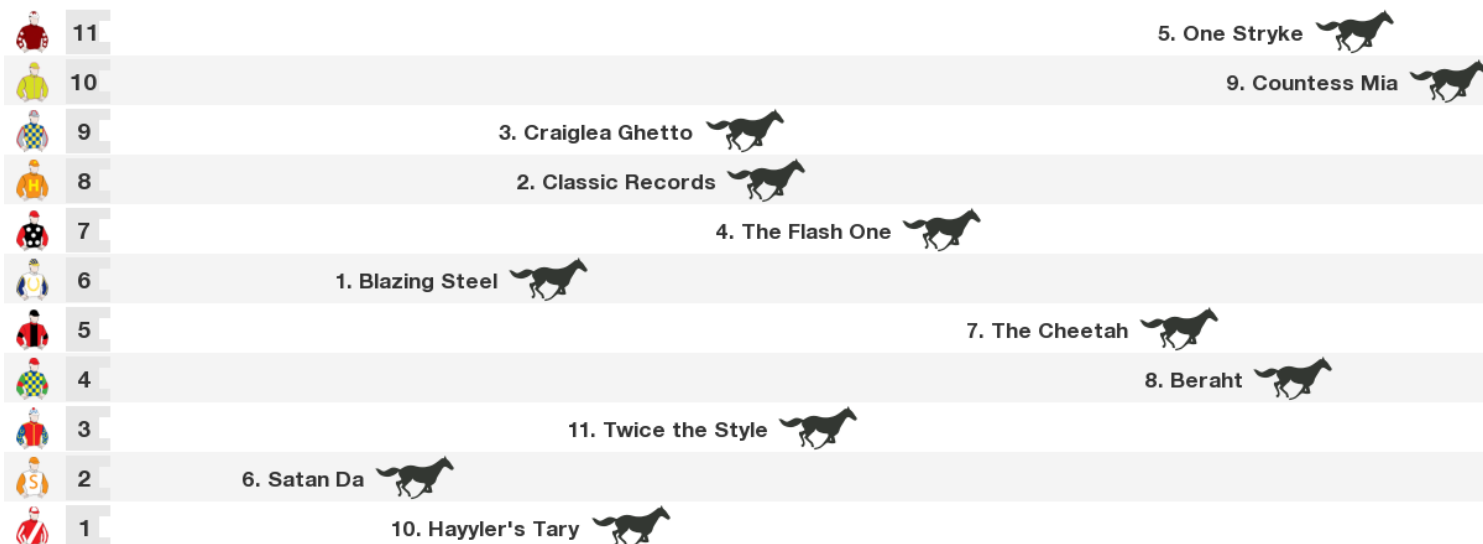 11 5. One Stryke
10 9. Countess Mia
9 3. Craiglea Ghetto
H 8 2. Classic Records
7 4. The Flash One
6 1. Blazing Steel
5 7. The Cheetah
4 8. Beraht
3 11. Twice the Style
S 2 6. Satan Da
1 10. Hayyler's Tary